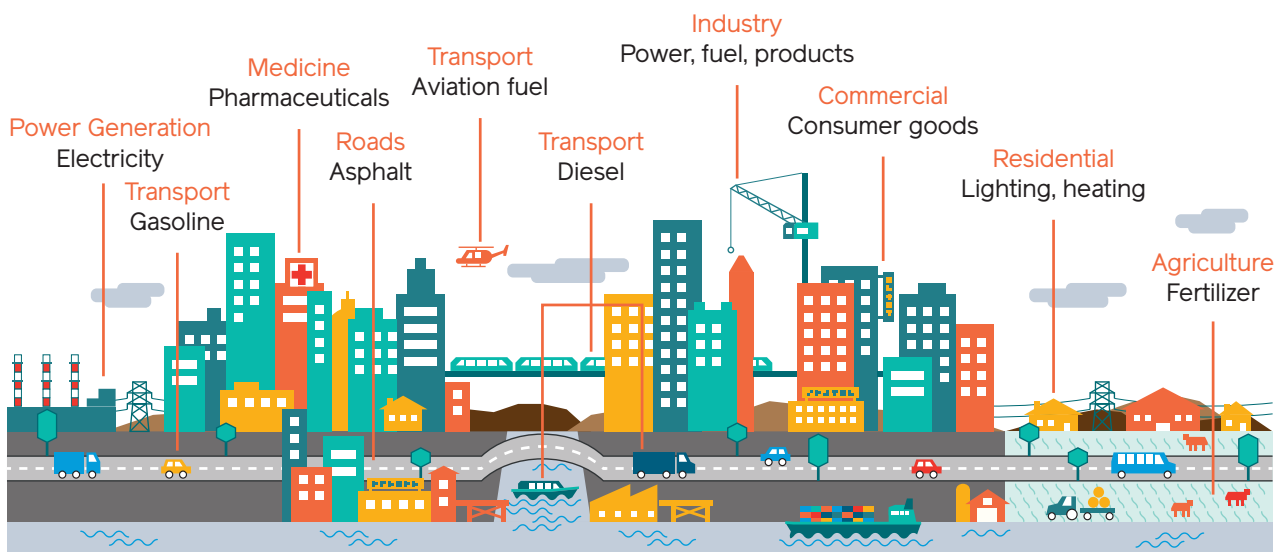 Power Generation
Electricity
Transport
Gasoline
Medicine
Pharmaceuticals
Roads
Asphalt
Transport
Aviation fuel
Transport
Diesel
Industry
Power, fuel, products
Commercial
Consumer goods
Residential
Lighting, heating
Agriculture
Fertilizer